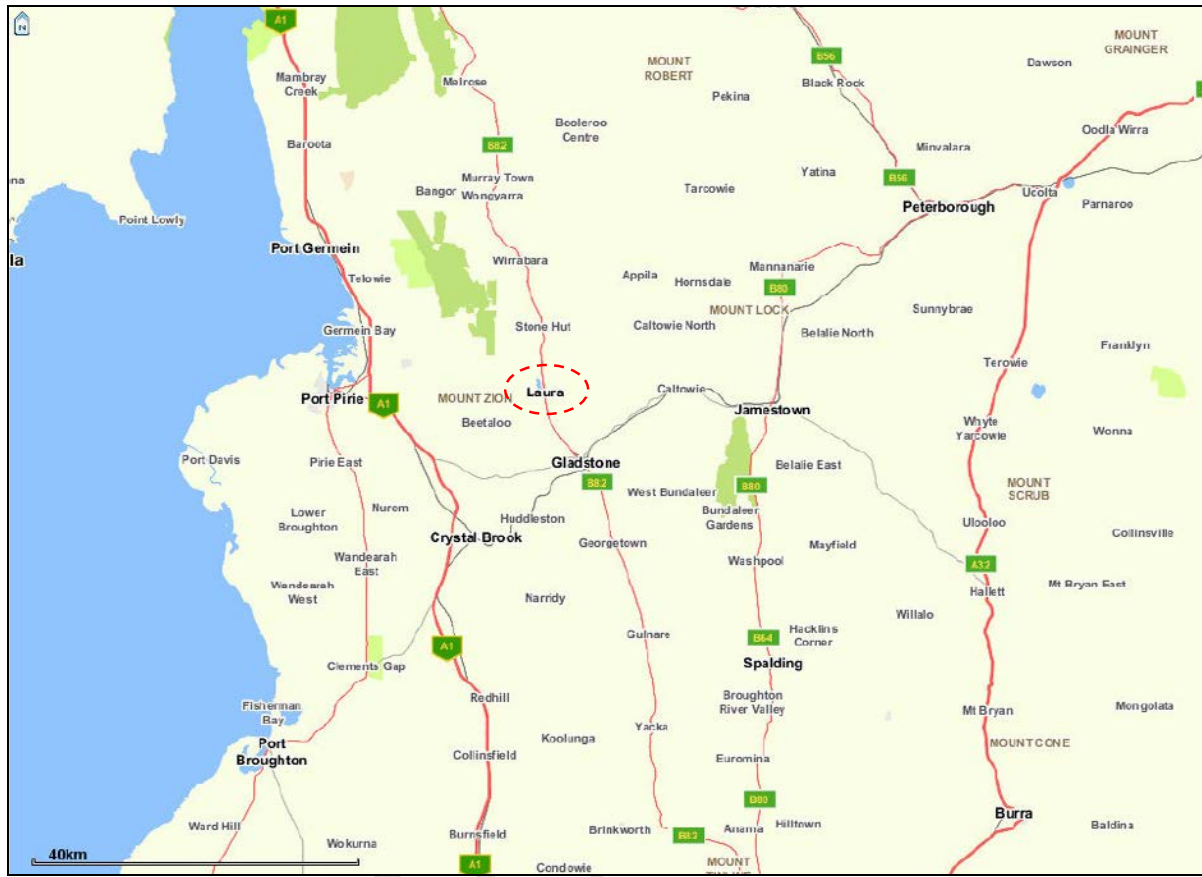 N
A1
MOUNT
GRAINGER
MOUNT
ROBERT
B56
Dawson
Mambray
Creek
Melrose
Black Rock
Pekina
Booleroo
Centre
Oodla Wirra
Baroota
B82
Minvalara
Murray Town
Yatina
B56
Bangor
Wongyarra
Tarcowie
Ucolta
Parnaroo
Peterborough
Point Lowly
Port Germein
la
Wirrabara
Mannanarie
Telowie
Appila
Hornsdale
B80
MOUNT LOCK
Sunnybrae
Germein Bay
Stone Hut
Caltowie North
Belalie North
Franklyn
Terowie
Port Pirie
A1
MOUNT ZION
Laura
Caltowie
Jamestown
Beetaloo
Whyte
Yarcowie
Wonna
Port Davis
Pirie East
Gladstone
Belalie East
B82
West Bundaleer
B80
MOUNT
SCRUB
Lower
Broughton
Nurom
Huddleston
Bundaleer
Gardens
Ulooloo
Collinsville
Crystal Brook
Georgetown
Mayfield
Wandearah
East
Washpool
A32
Wandearah
West
Hallett
Mt Bryan East
Narridy
Willalo
Gulnare
B64
Hacklins
Corner
A1
Clements Gap
Spalding
Redhill
Broughton
River Valley
Fisherman
Bay
Mt Bryan
Mongolata
Port
Broughton
Koolunga
Yacka
MOUNT CONE
Collinsfield
Euromina
B80
Burra
Ward Hill
Wokurna
Burnsfield
Brinkworth
B82
Anama
Hilltown
Baldina
40km
A1
Condowie
MOUNT